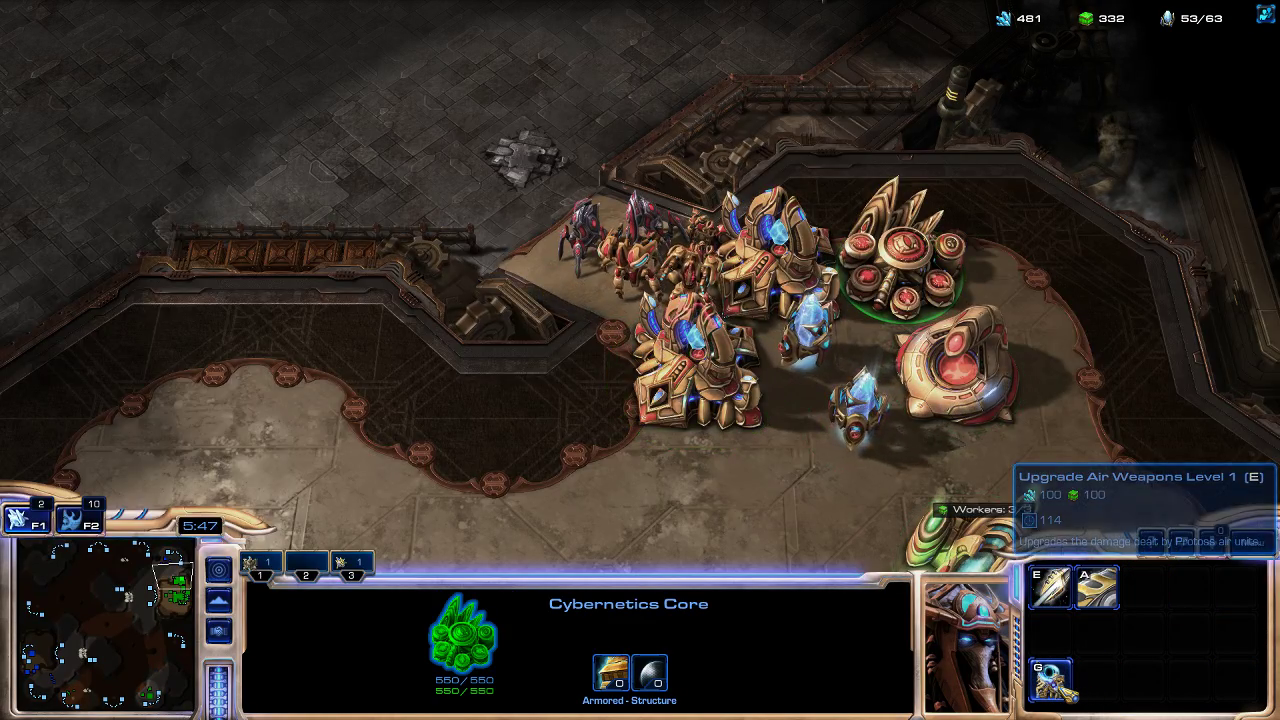 481
332
53/63
Upgrade Air Weapons Level 1 (E)
100 100
114
Upgrades the damage dealt by Protoss air units.
Workers: 3
2
10
F1
F2
5:47
0
1
1
1
2
3
Cybernetics Core
E
A
550/550
550/550
0
0
Armored - Structure
G